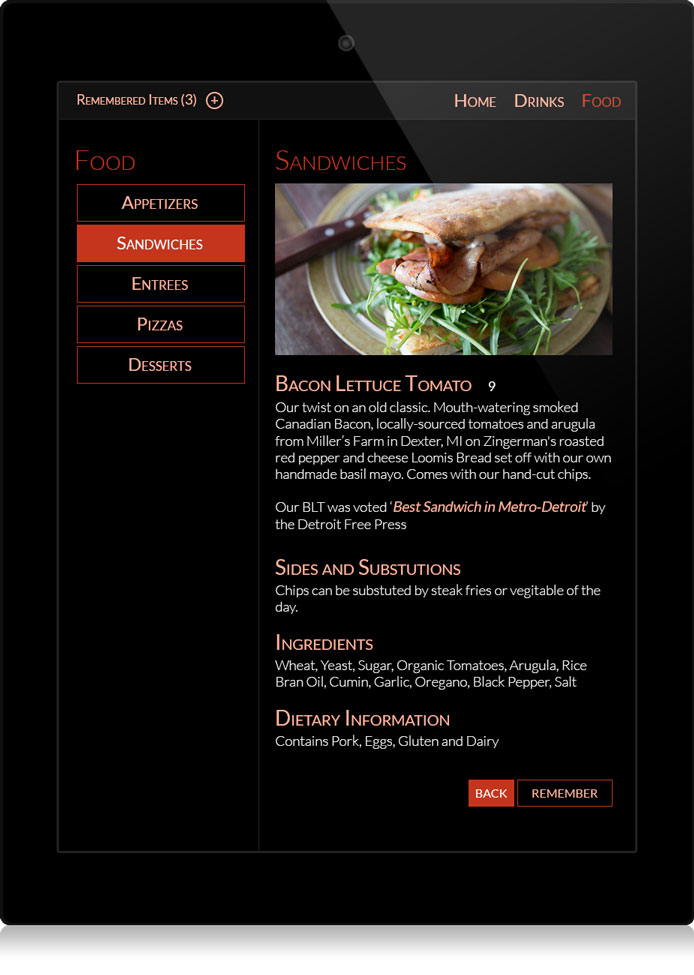 Remembered Items (3) +
Home Drinks Food
Food
Appetizers
Sandwiches
Entrees
Pizzas
Desserts
Sandwiches
Bacon Lettuce Tomato 9
Our twist on an old classic. Mouth-watering smoked
Canadian Bacon, locally-sourced tomatoes and arugula
from Miller’s Farm in Dexter, MI on Zingerman's roasted
red pepper and cheese Loomis Bread set off with our own
handmade basil mayo. Comes with our hand-cut chips.
Our BLT was voted ‘Best Sandwich in Metro-Detroit’ by
the Detroit Free Press
Sides and Substutions
Chips can be substuted by steak fries or vegitable of the
day.
Ingredients
Wheat, Yeast, Sugar, Organic Tomatoes, Arugula, Rice
Bran Oil, Cumin, Garlic, Oregano, Black Pepper, Salt
Dietary Information
Contains Pork, Eggs, Gluten and Dairy
BACK REMEMBER